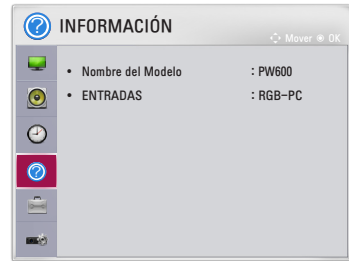 INFORMACIÓN
Mover OK
• Nombre del Modelo : PW600
• ENTRADAS : RGB-PC